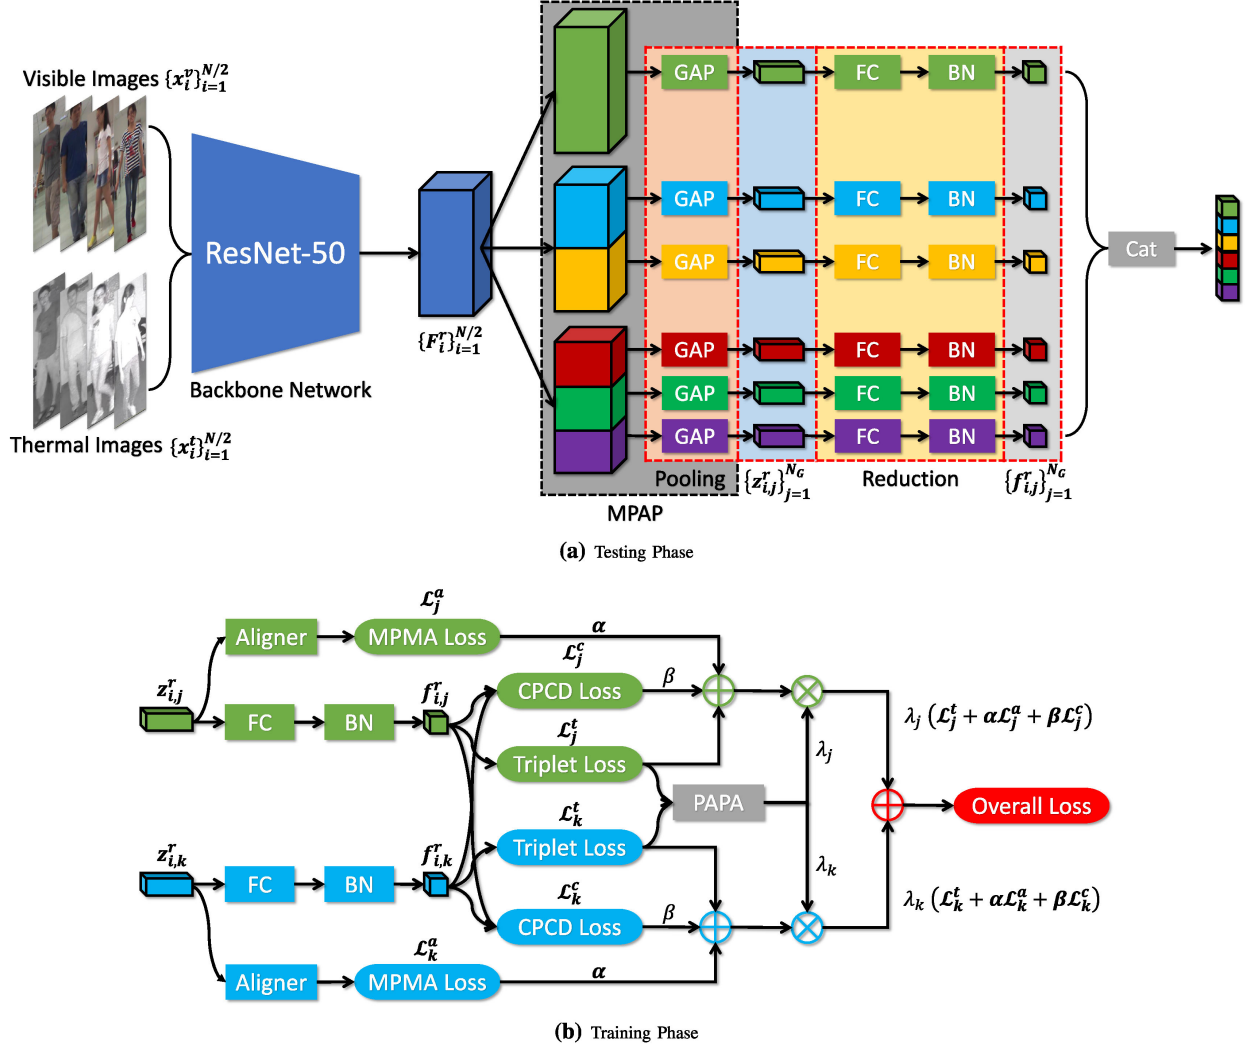 Visible Images {x_i^v}_{i=1}^{N/2}
ResNet-50
Backbone Network
Thermal Images {x_i^t}_{i=1}^{N/2}
{F_i^r}_{i=1}^{N/2}
GAP FC BN
GAP FC BN
GAP FC BN
GAP FC BN
GAP FC BN
GAP FC BN
Cat
Pooling {z_{i,j}^r}_{j=1}^{N_G} Reduction {f_{i,j}^r}_{j=1}^{N_G}
MPAP
(a) Testing Phase
ℒ_j^a
Aligner MPMA Loss α
ℒ_j^c
z_{i,j}^r f_{i,j}^r CPCD Loss β
FC BN
ℒ_j^t
λ_j (ℒ_j^t + αℒ_j^a + βℒ_j^c)
Triplet Loss λ_j
PAPA Overall Loss
ℒ_k^t
z_{i,k}^r f_{i,k}^r Triplet Loss λ_k
FC BN
ℒ_k^c
λ_k (ℒ_k^t + αℒ_k^a + βℒ_k^c)
CPCD Loss β
ℒ_k^a
Aligner MPMA Loss α
(b) Training Phase